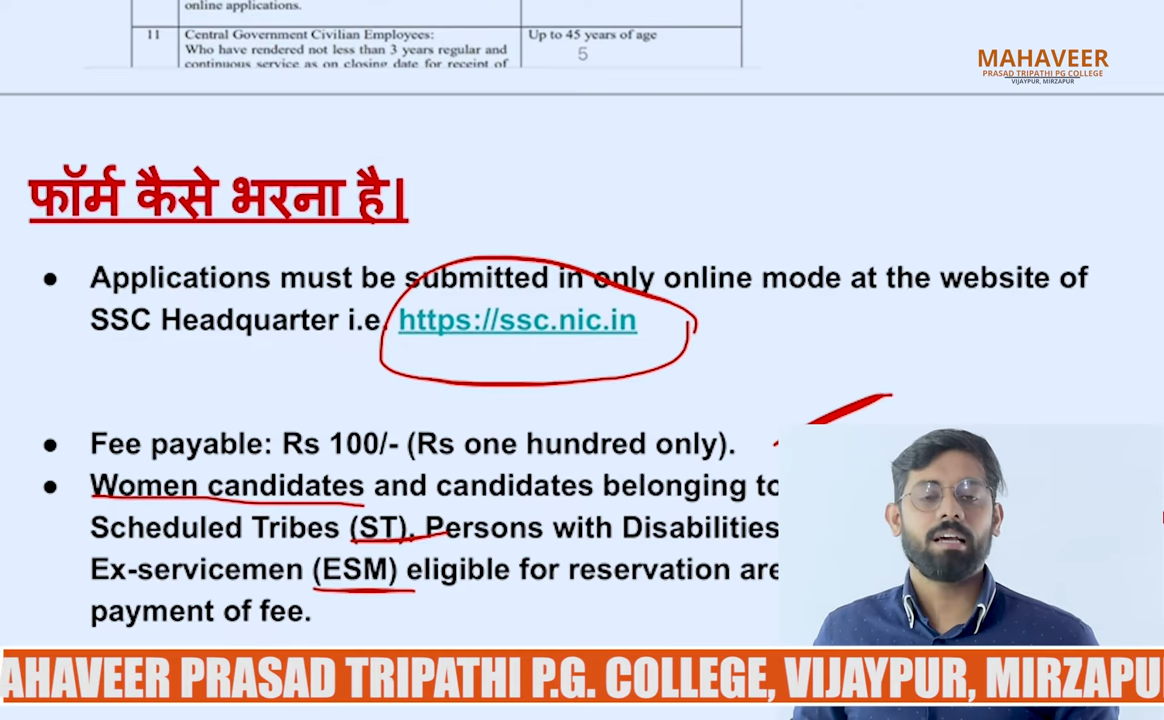 online applications.
11 Central Government Civilian Employees: Up to 45 years of age
Who have rendered not less than 3 years regular and 5
continuous service as on closing date for receipt of
MAHAVEER
PRASAD TRIPATHI PG COLLEGE
VIJAYPUR, MIRZAPUR
फॉर्म कैसे भरना है।
● Applications must be submitted in only online mode at the website of
SSC Headquarter i.e. https://ssc.nic.in
● Fee payable: Rs 100/- (Rs one hundred only).
● Women candidates and candidates belonging to
Scheduled Tribes (ST), Persons with Disabilities
Ex-servicemen (ESM) eligible for reservation are
payment of fee.
AHAVEER PRASAD TRIPATHI P.G. COLLEGE, VIJAYPUR, MIRZAPU